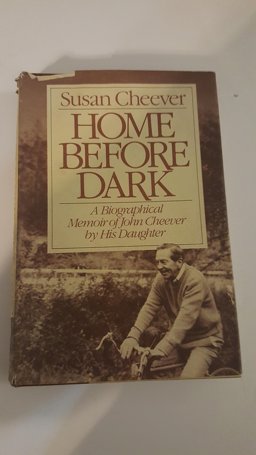 Susan Cheever
HOME
BEFORE
DARK
A Biographical
Memoir of John Cheever
by His Daughter